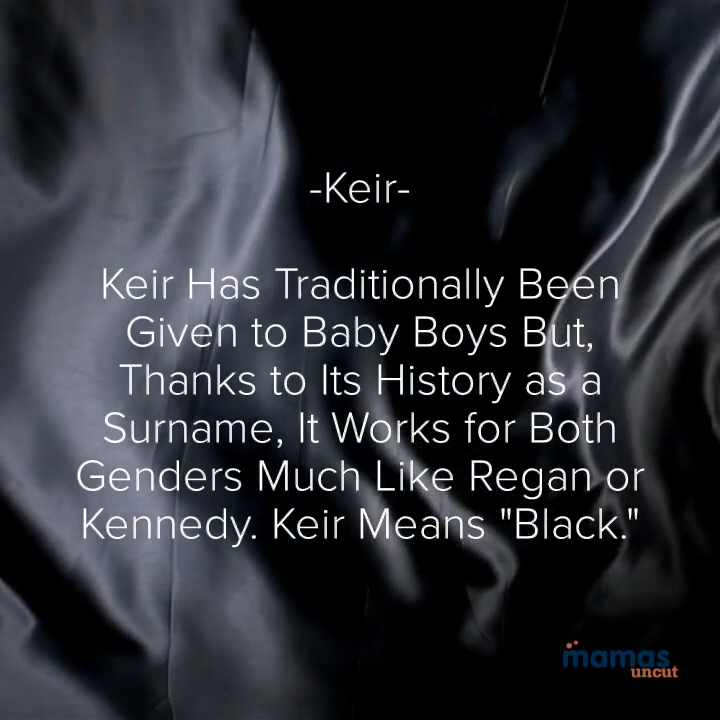 -Keir-
Keir Has Traditionally Been
Given to Baby Boys But,
Thanks to Its History as a
Surname, It Works for Both
Genders Much Like Regan or
Kennedy. Keir Means "Black."
mamas
uncut